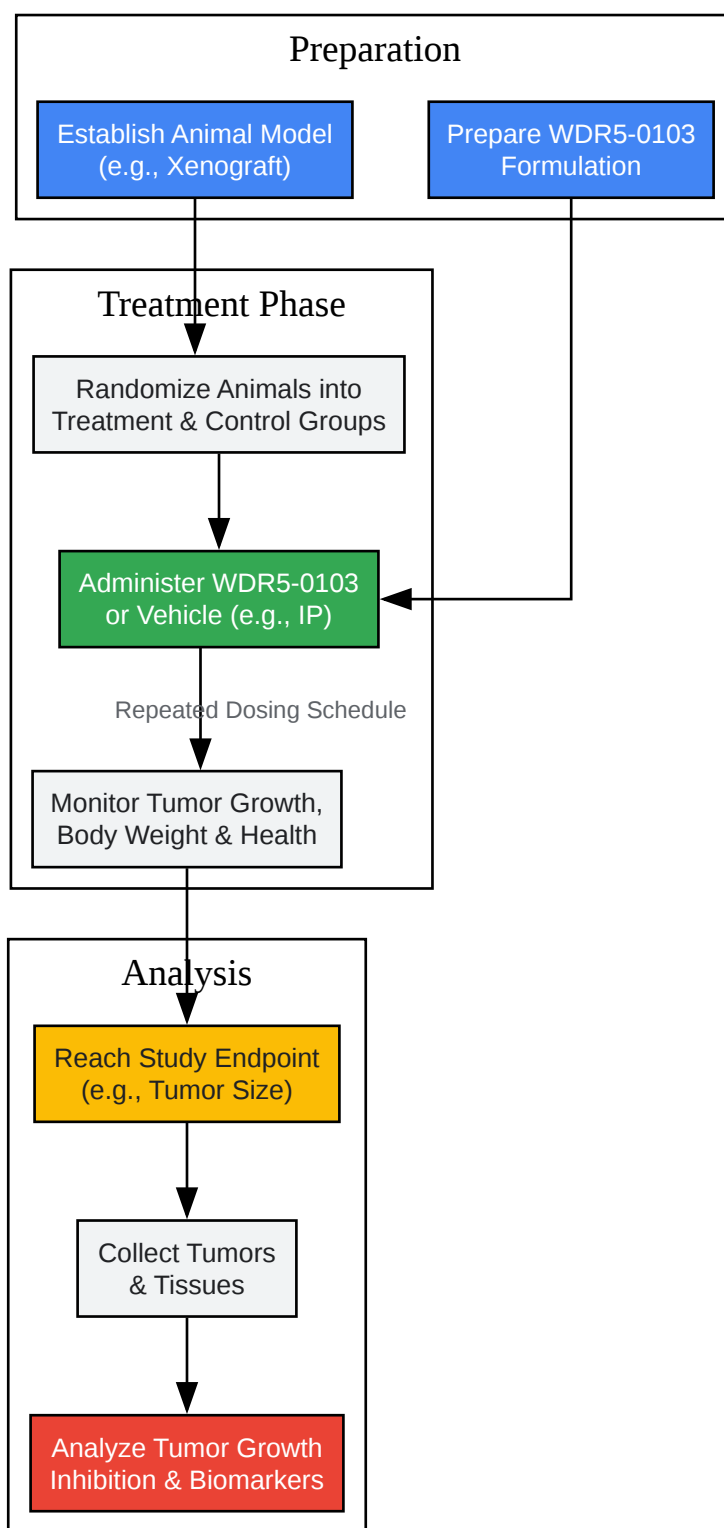 Preparation
Establish Animal Model
(e.g., Xenograft)
Prepare WDR5-0103
Formulation
Treatment Phase
Randomize Animals into
Treatment & Control Groups
Administer WDR5-0103
or Vehicle (e.g., IP)
Repeated Dosing Schedule
Monitor Tumor Growth,
Body Weight & Health
Analysis
Reach Study Endpoint
(e.g., Tumor Size)
Collect Tumors
& Tissues
Analyze Tumor Growth
Inhibition & Biomarkers